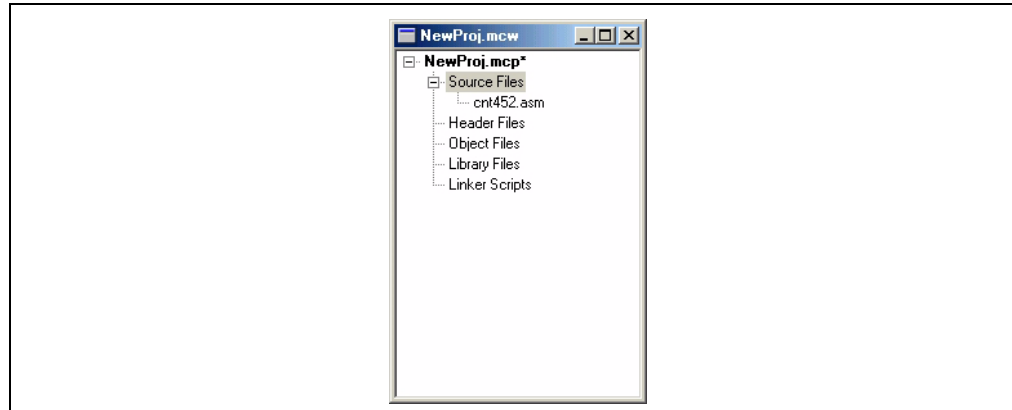 NewProj.mcw
NewProj.mcp*
Source Files
cnt452.asm
Header Files
Object Files
Library Files
Linker Scripts